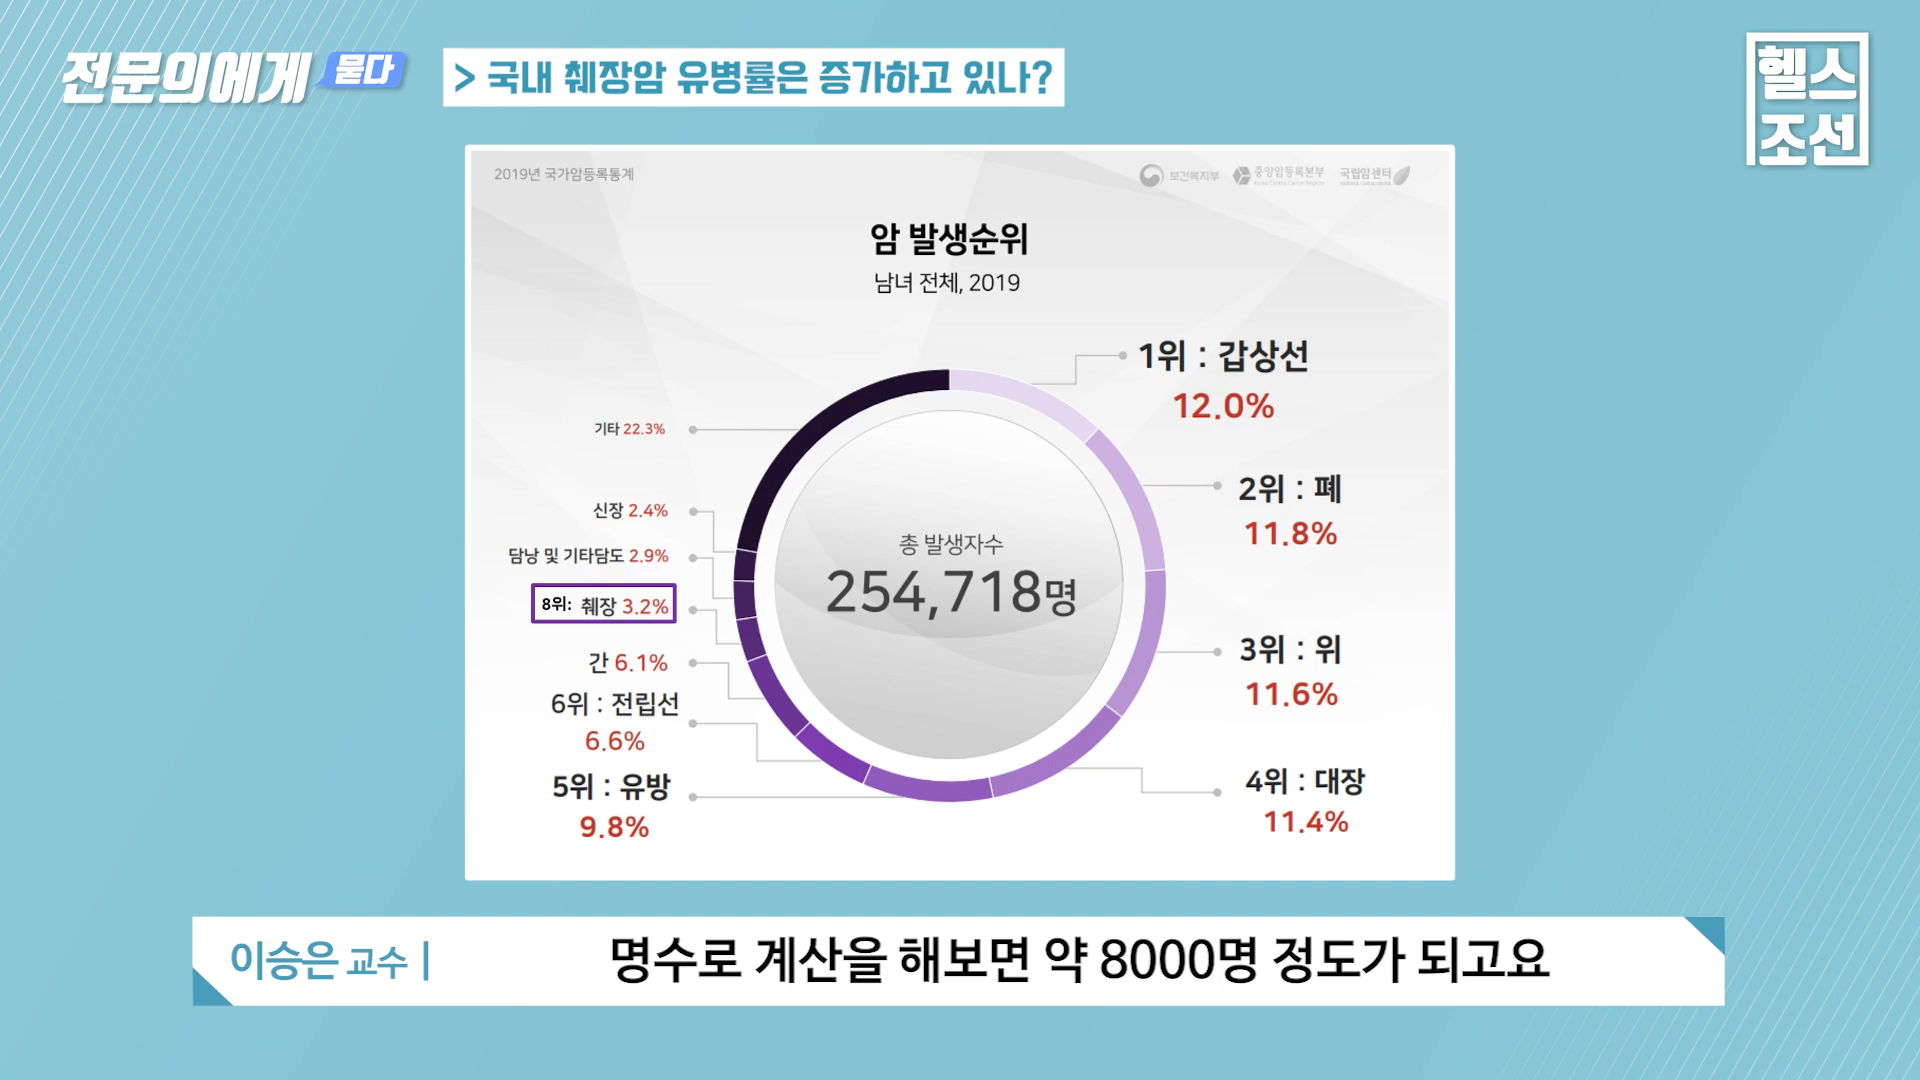 전문의에게 묻다
> 국내 췌장암 유병률은 증가하고 있나?
헬스
조선
2019년 국가암등록통계
보건복지부
중앙암등록본부
국립암센터
암 발생순위
남녀 전체, 2019
1위 : 갑상선
12.0%
2위 : 폐
11.8%
3위 : 위
11.6%
4위 : 대장
11.4%
5위 : 유방
9.8%
6위 : 전립선
6.6%
간 6.1%
8위: 췌장 3.2%
담낭 및 기타담도 2.9%
신장 2.4%
기타 22.3%
총 발생자수
254,718명
이승은 교수 |
명수로 계산을 해보면 약 8000명 정도가 되고요